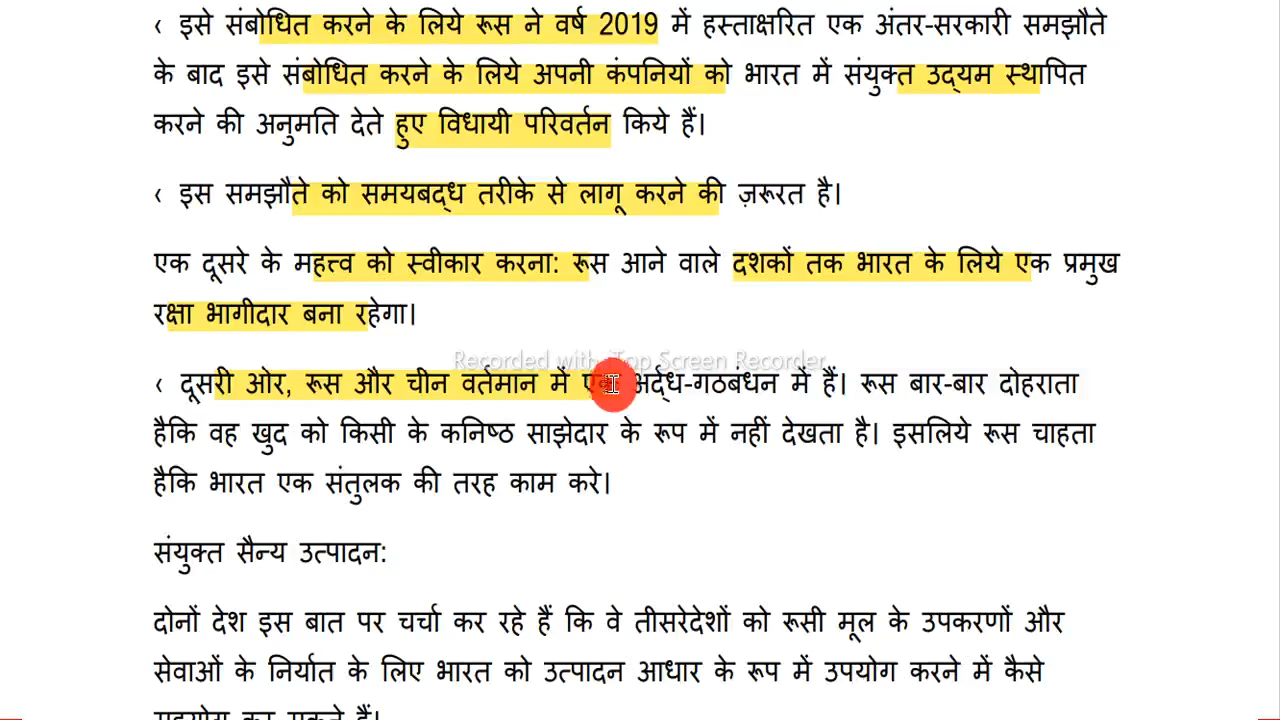 ‹ इसे संबोधित करने के लिये रूस ने वर्ष 2019 में हस्ताक्षरित एक अंतर-सरकारी समझौते
के बाद इसे संबोधित करने के लिये अपनी कंपनियों को भारत में संयुक्त उद्यम स्थापित
करने की अनुमति देते हुए विधायी परिवर्तन किये हैं।
‹ इस समझौते को समयबद्ध तरीके से लागू करने की ज़रूरत है।
एक दूसरे के महत्त्व को स्वीकार करना: रूस आने वाले दशकों तक भारत के लिये एक प्रमुख
रक्षा भागीदार बना रहेगा।
Recorded with Top Screen Recorder
‹ दूसरी ओर, रूस और चीन वर्तमान में एक अर्द्ध-गठबंधन में हैं। रूस बार-बार दोहराता
हैकि वह खुद को किसी के कनिष्ठ साझेदार के रूप में नहीं देखता है। इसलिये रूस चाहता
हैकि भारत एक संतुलक की तरह काम करे।
संयुक्त सैन्य उत्पादन:
दोनों देश इस बात पर चर्चा कर रहे हैं कि वे तीसरेदेशों को रूसी मूल के उपकरणों और
सेवाओं के निर्यात के लिए भारत को उत्पादन आधार के रूप में उपयोग करने में कैसे
सहयोग कर सकते हैं।